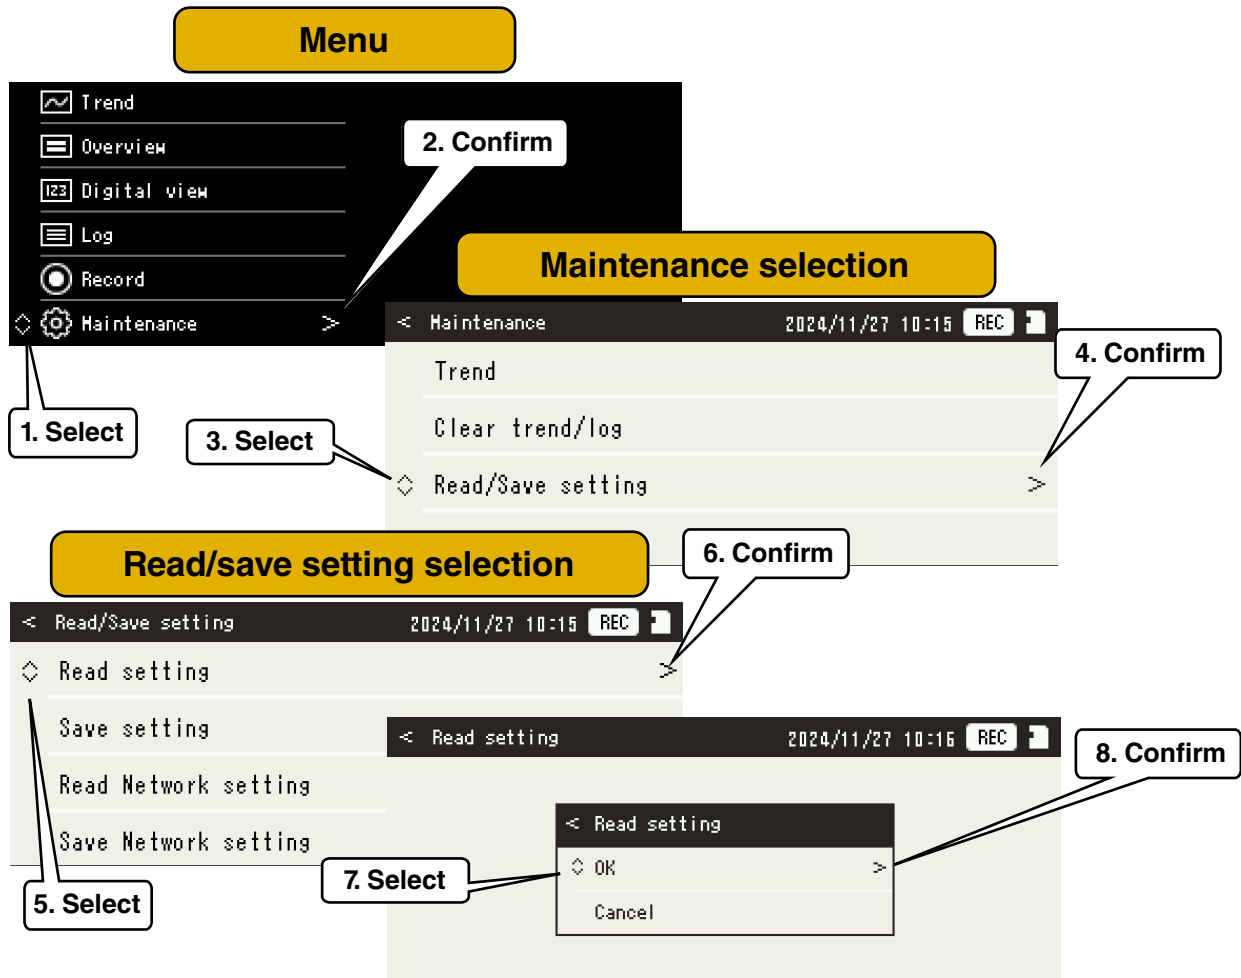 Menu
Trend
Overview
2. Confirm
123 Digital view
Log
Record
Maintenance >
1. Select
Maintenance selection
< Maintenance 2024/11/27 10:15 REC
Trend
4. Confirm
Clear trend/log
3. Select
Read/Save setting >
Read/save setting selection
6. Confirm
< Read/Save setting 2024/11/27 10:15 REC
Read setting >
Save setting
Read Network setting
Save Network setting
5. Select
< Read setting 2024/11/27 10:16 REC
8. Confirm
< Read setting
OK >
7. Select
Cancel